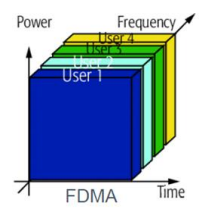 Power
Frequency
User 4
User 3
User 2
User 1
Time
FDMA